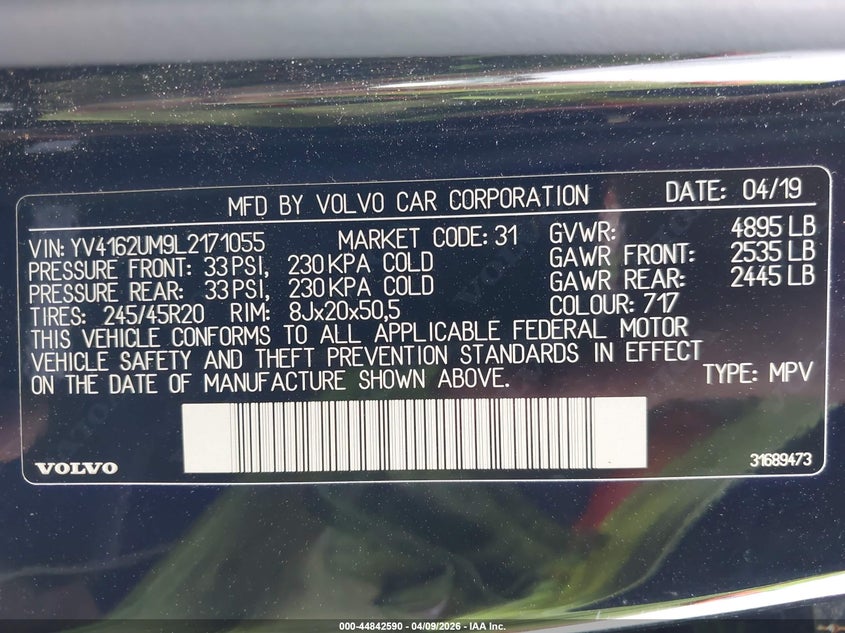 MFD BY VOLVO CAR CORPORATION DATE: 04/19
VIN: YV4162UM9L2171055 MARKET CODE: 31 GVWR: 4895 LB
PRESSURE FRONT: 33 PSI, 230 KPA COLD GAWR FRONT: 2535 LB
PRESSURE REAR: 33 PSI, 230 KPA COLD GAWR REAR: 2445 LB
TIRES: 245/45R20 RIM: 8Jx20x50,5 COLOUR: 717
THIS VEHICLE CONFORMS TO ALL APPLICABLE FEDERAL MOTOR
VEHICLE SAFETY AND THEFT PREVENTION STANDARDS IN EFFECT
ON THE DATE OF MANUFACTURE SHOWN ABOVE. TYPE: MPV
VOLVO 31689473
000-44842590 - 04/09/2026 - IAA Inc.